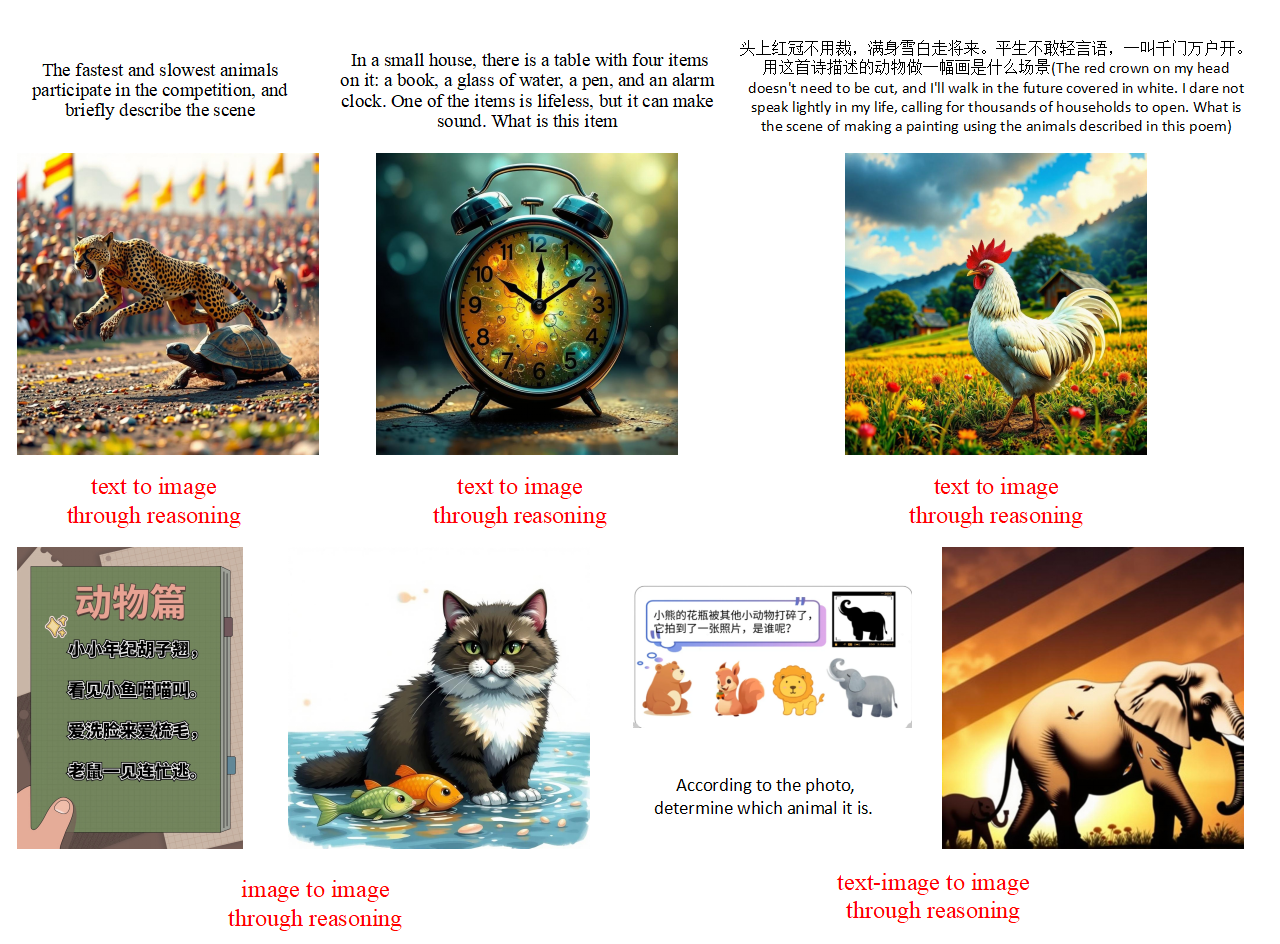 The fastest and slowest animals
participate in the competition, and
briefly describe the scene
In a small house, there is a table with four items
on it: a book, a glass of water, a pen, and an alarm
clock. One of the items is lifeless, but it can make
sound. What is this item
头上红冠不用裁，满身雪白走将来。平生不敢轻言语，一叫千门万户开。
用这首诗描述的动物做一幅画是什么场景(The red crown on my head
doesn't need to be cut, and I'll walk in the future covered in white. I dare not
speak lightly in my life, calling for thousands of households to open. What is
the scene of making a painting using the animals described in this poem)
12
1
2
3
4
5
6
7
8
9
10
11
text to image
through reasoning
text to image
through reasoning
text to image
through reasoning
动物篇
小小年纪胡子翘，
看见小鱼喵喵叫。
爱洗脸来爱梳毛，
老鼠一见连忙逃。
小熊的花瓶被其他小动物打碎了，
它拍到了一张照片，是谁呢？
According to the photo,
determine which animal it is.
image to image
through reasoning
text-image to image
through reasoning